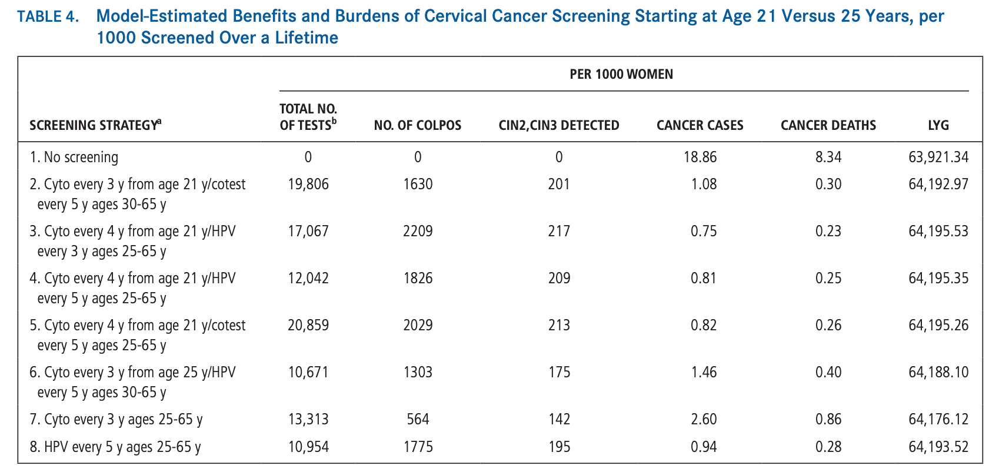 TABLE 4. Model-Estimated Benefits and Burdens of Cervical Cancer Screening Starting at Age 21 Versus 25 Years, per
1000 Screened Over a Lifetime
PER 1000 WOMEN
SCREENING STRATEGYa TOTAL NO. OF TESTSb NO. OF COLPOS CIN2,CIN3 DETECTED CANCER CASES CANCER DEATHS LYG
1. No screening 0 0 0 18.86 8.34 63,921.34
2. Cyto every 3 y from age 21 y/cotest 19,806 1630 201 1.08 0.30 64,192.97
every 5 y ages 30-65 y
3. Cyto every 4 y from age 21 y/HPV 17,067 2209 217 0.75 0.23 64,195.53
every 3 y ages 25-65 y
4. Cyto every 4 y from age 21 y/HPV 12,042 1826 209 0.81 0.25 64,195.35
every 5 y ages 25-65 y
5. Cyto every 4 y from age 21 y/cotest 20,859 2029 213 0.82 0.26 64,195.26
every 5 y ages 25-65 y
6. Cyto every 3 y from age 25 y/HPV 10,671 1303 175 1.46 0.40 64,188.10
every 5 y ages 30-65 y
7. Cyto every 3 y ages 25-65 y 13,313 564 142 2.60 0.86 64,176.12
8. HPV every 5 y ages 25-65 y 10,954 1775 195 0.94 0.28 64,193.52